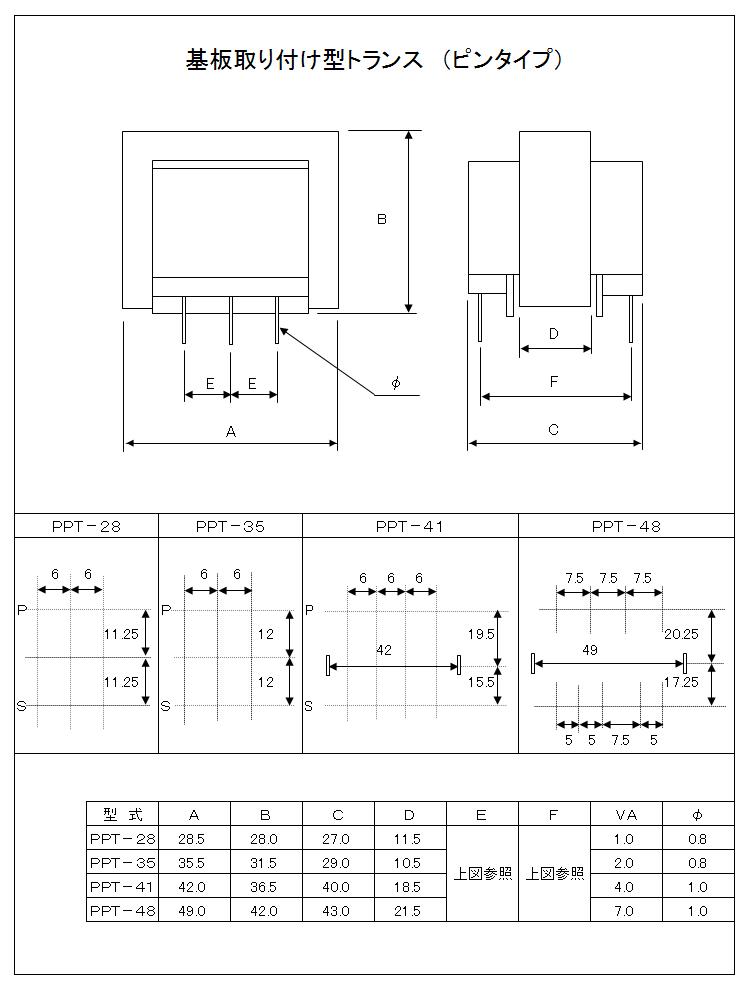 基板取り付け型トランス （ピンタイプ）
B
D
E E φ F
A C
PPT－28 PPT－35 PPT－41 PPT－48
6 6 6 6 6 6 6 7.5 7.5 7.5
P P P
11.25 12 19.5 20.25
42 49
11.25 12 15.5 17.25
S S S
5 5 7.5 5
型 式 A B C D E F VA φ
PPT－28 28.5 28.0 27.0 11.5 1.0 0.8
PPT－35 35.5 31.5 29.0 10.5 2.0 0.8
上図参照 上図参照
PPT－41 42.0 36.5 40.0 18.5 4.0 1.0
PPT－48 49.0 42.0 43.0 21.5 7.0 1.0